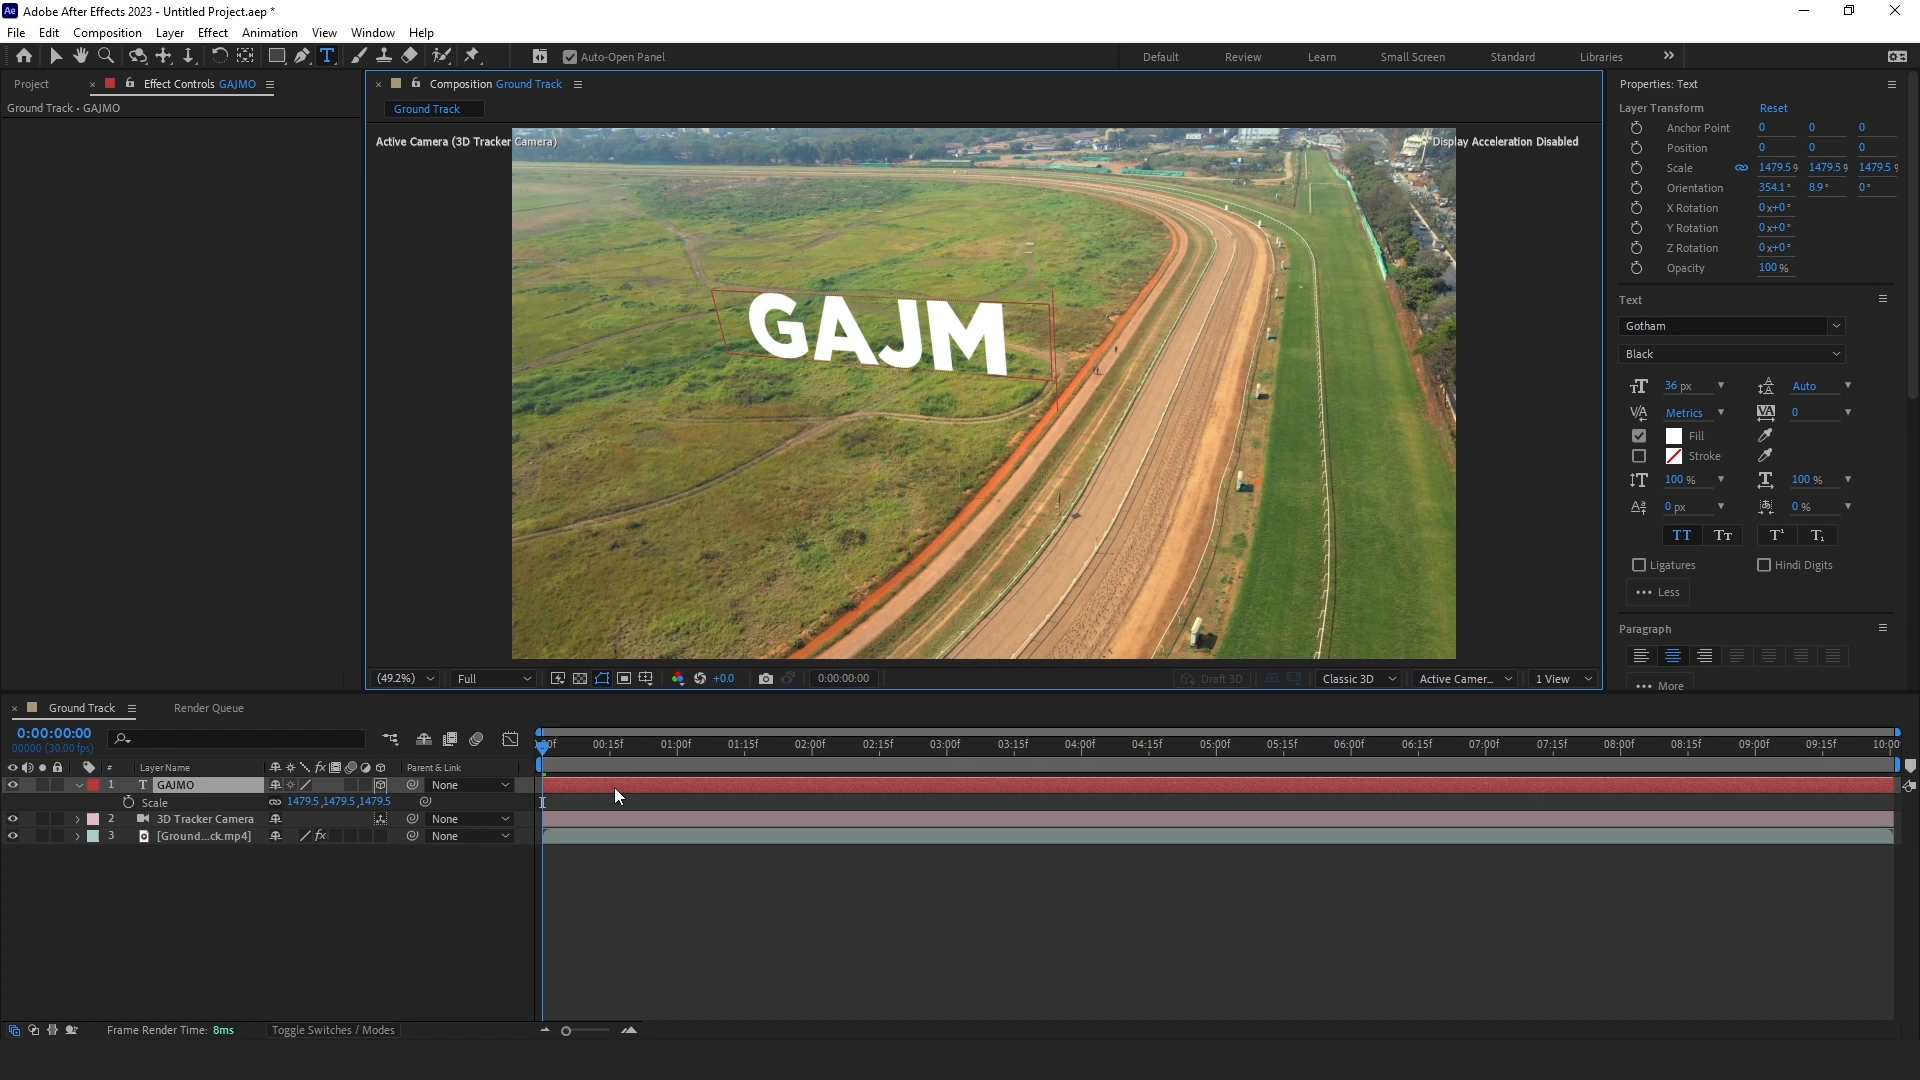 Adobe After Effects 2023 - Untitled Project.aep *
File Edit Composition Layer Effect Animation View Window Help
Auto-Open Panel Default Review Learn Small Screen Standard Libraries
Project Effect Controls GAJMO
Ground Track • GAJMO
Composition Ground Track
Ground Track
Active Camera (3D Tracker Camera)
Display Acceleration Disabled
GAJM
(49.2%) Full +0.0 0:00:00:00 Draft 3D Classic 3D Active Camer... 1 View
Properties: Text
Layer Transform Reset
Anchor Point 0 0 0
Position 0 0 0
Scale 1479.5 1479.5 1479.5
Orientation 354.1° 8.9° 0°
X Rotation 0x+0°
Y Rotation 0x+0°
Z Rotation 0x+0°
Opacity 100 %
Text
Gotham
Black
36 px Auto
Metrics 0
Fill
Stroke
100 % 100 %
0 px 0 %
TT Tт T¹ T₁
Ligatures Hindi Digits
Less
Paragraph
More
Ground Track Render Queue
0:00:00:00
00000 (30.00 fps)
00:15f 01:00f 01:15f 02:00f 02:15f 03:00f 03:15f 04:00f 04:15f 05:00f 05:15f 06:00f 06:15f 07:00f 07:15f 08:00f 08:15f 09:00f 09:15f 10:00
# Layer Name Parent & Link
1 T GAJMO None
Scale 1479.5,1479.5,1479.5
2 3D Tracker Camera None
3 [Ground...ck.mp4] None
Frame Render Time: 8ms Toggle Switches / Modes